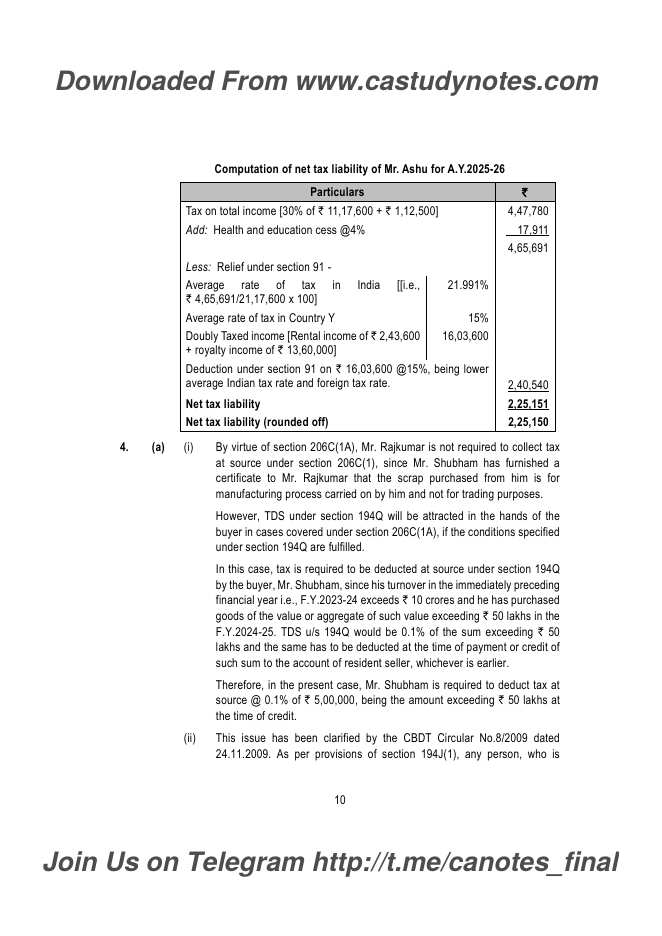 Downloaded From www.castudynotes.com
Computation of net tax liability of Mr. Ashu for A.Y.2025-26
Particulars ₹
Tax on total income [30% of ₹ 11,17,600 + ₹ 1,12,500] 4,47,780
Add: Health and education cess @4% 17,911
4,65,691
Less: Relief under section 91 -
Average rate of tax in India [[i.e., 21.991%
₹ 4,65,691/21,17,600 x 100]
Average rate of tax in Country Y 15%
Doubly Taxed income [Rental income of ₹ 2,43,600 16,03,600
+ royalty income of ₹ 13,60,000]
Deduction under section 91 on ₹ 16,03,600 @15%, being lower
average Indian tax rate and foreign tax rate. 2,40,540
Net tax liability 2,25,151
Net tax liability (rounded off) 2,25,150
4. (a) (i) By virtue of section 206C(1A), Mr. Rajkumar is not required to collect tax
at source under section 206C(1), since Mr. Shubham has furnished a
certificate to Mr. Rajkumar that the scrap purchased from him is for
manufacturing process carried on by him and not for trading purposes.
However, TDS under section 194Q will be attracted in the hands of the
buyer in cases covered under section 206C(1A), if the conditions specified
under section 194Q are fulfilled.
In this case, tax is required to be deducted at source under section 194Q
by the buyer, Mr. Shubham, since his turnover in the immediately preceding
financial year i.e., F.Y.2023-24 exceeds ₹ 10 crores and he has purchased
goods of the value or aggregate of such value exceeding ₹ 50 lakhs in the
F.Y.2024-25. TDS u/s 194Q would be 0.1% of the sum exceeding ₹ 50
lakhs and the same has to be deducted at the time of payment or credit of
such sum to the account of resident seller, whichever is earlier.
Therefore, in the present case, Mr. Shubham is required to deduct tax at
source @ 0.1% of ₹ 5,00,000, being the amount exceeding ₹ 50 lakhs at
the time of credit.
(ii) This issue has been clarified by the CBDT Circular No.8/2009 dated
24.11.2009. As per provisions of section 194J(1), any person, who is
10
Join Us on Telegram http://t.me/canotes_final